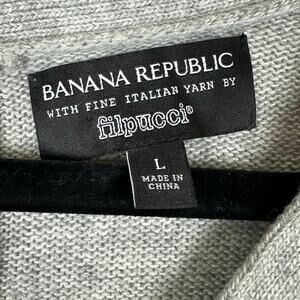 BANANA REPUBLIC
WITH FINE ITALIAN YARN BY
filpucci®
L
MADE IN
CHINA